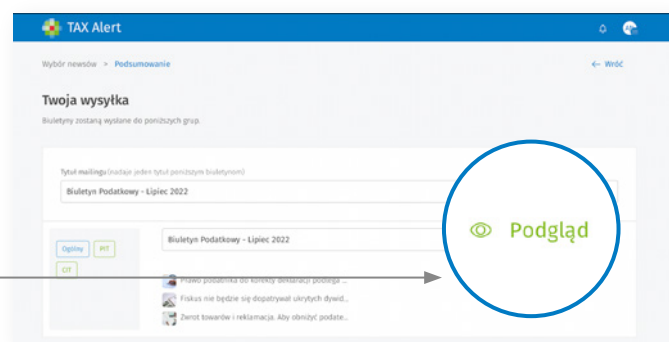 TAX Alert
Wybór newsów > Podsumowanie
← Wróć
Twoja wysyłka
Biuletyny zostaną wysłane do poniższych grup.
Tytuł mailingu (nadaje jeden tytuł poniższym biuletynom)
Biuletyn Podatkowy - Lipiec 2022
Podgląd
Ogólny PIT
CIT
Biuletyn Podatkowy - Lipiec 2022
Prawo podatnika do korekty deklaracji podlega ...
Fiskus nie będzie się dopatrywał ukrytych dywid...
Zwrot towarów i reklamacja. Aby obniżyć podate...